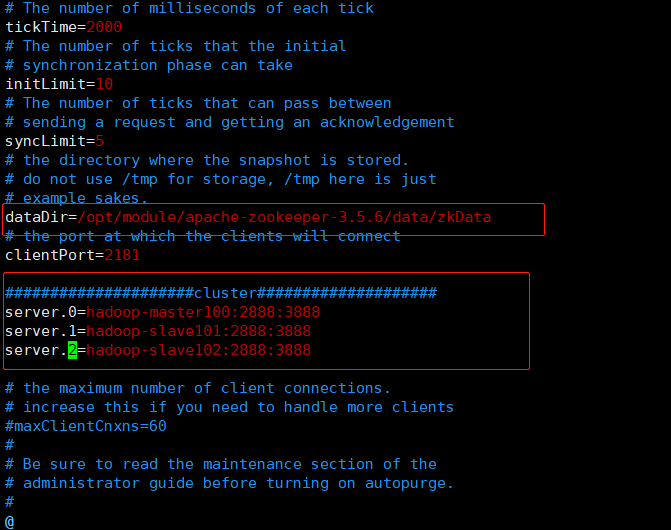 # The number of milliseconds of each tick
tickTime=2000
# The number of ticks that the initial
# synchronization phase can take
initLimit=10
# The number of ticks that can pass between
# sending a request and getting an acknowledgement
syncLimit=5
# the directory where the snapshot is stored.
# do not use /tmp for storage, /tmp here is just
# example sakes.
dataDir=/opt/module/apache-zookeeper-3.5.6/data/zkData
# the port at which the clients will connect
clientPort=2181

#####################cluster####################
server.0=hadoop-master100:2888:3888
server.1=hadoop-slave101:2888:3888
server.2=hadoop-slave102:2888:3888

# the maximum number of client connections.
# increase this if you need to handle more clients
#maxClientCnxns=60
#
# Be sure to read the maintenance section of the
# administrator guide before turning on autopurge.
#
@